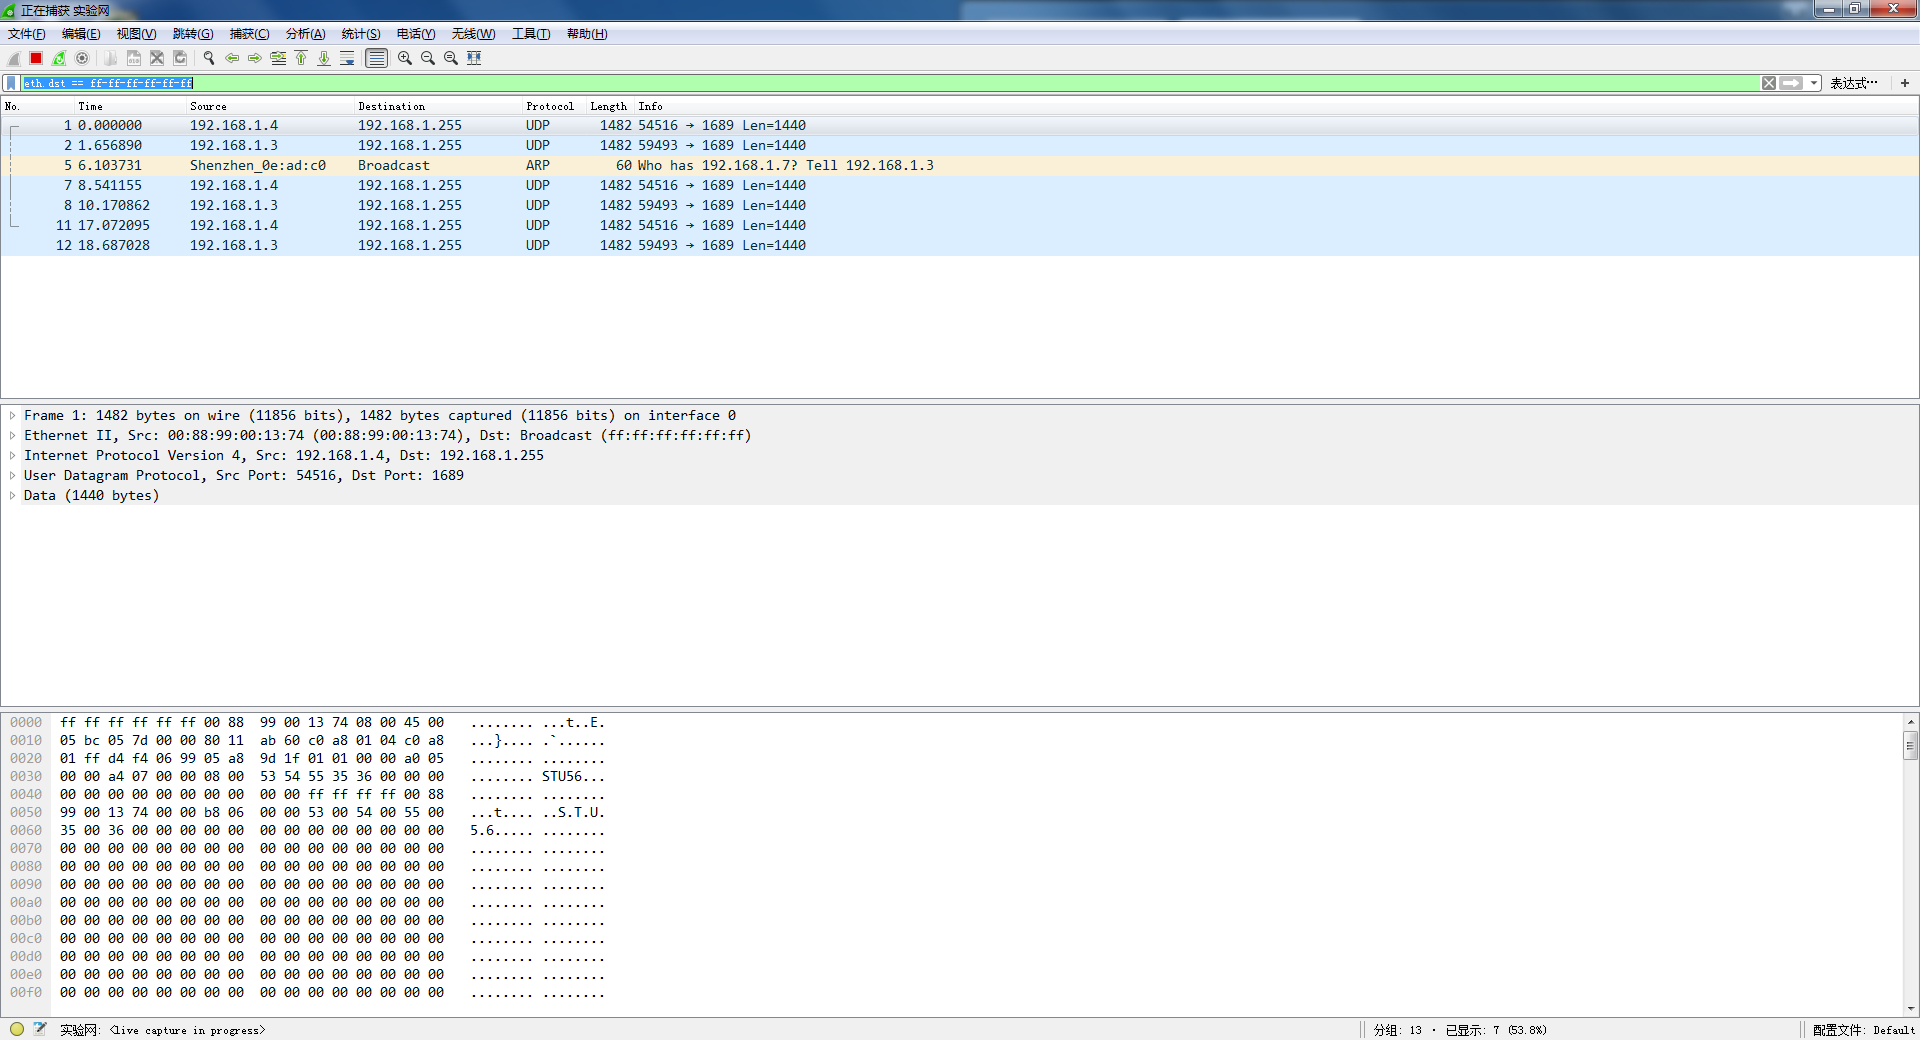 正在捕获 实验网
文件(F) 编辑(E) 视图(V) 跳转(G) 捕获(C) 分析(A) 统计(S) 电话(Y) 无线(W) 工具(T) 帮助(H)
eth.dst == ff-ff-ff-ff-ff-ff 表达式… +
No. Time Source Destination Protocol Length Info
1 0.000000 192.168.1.4 192.168.1.255 UDP 1482 54516 → 1689 Len=1440
2 1.656890 192.168.1.3 192.168.1.255 UDP 1482 59493 → 1689 Len=1440
5 6.103731 Shenzhen_0e:ad:c0 Broadcast ARP 60 Who has 192.168.1.7? Tell 192.168.1.3
7 8.541155 192.168.1.4 192.168.1.255 UDP 1482 54516 → 1689 Len=1440
8 10.170862 192.168.1.3 192.168.1.255 UDP 1482 59493 → 1689 Len=1440
11 17.072095 192.168.1.4 192.168.1.255 UDP 1482 54516 → 1689 Len=1440
12 18.687028 192.168.1.3 192.168.1.255 UDP 1482 59493 → 1689 Len=1440
Frame 1: 1482 bytes on wire (11856 bits), 1482 bytes captured (11856 bits) on interface 0
Ethernet II, Src: 00:88:99:00:13:74 (00:88:99:00:13:74), Dst: Broadcast (ff:ff:ff:ff:ff:ff)
Internet Protocol Version 4, Src: 192.168.1.4, Dst: 192.168.1.255
User Datagram Protocol, Src Port: 54516, Dst Port: 1689
Data (1440 bytes)
0000 ff ff ff ff ff ff 00 88 99 00 13 74 08 00 45 00 ........ ...t..E.
0010 05 bc 05 7d 00 00 80 11 ab 60 c0 a8 01 04 c0 a8 ...}.... .`......
0020 01 ff d4 f4 06 99 05 a8 9d 1f 01 01 00 00 a0 05 ........ ........
0030 00 00 a4 07 00 00 08 00 53 54 55 35 36 00 00 00 ........ STU56...
0040 00 00 00 00 00 00 00 00 00 00 ff ff ff ff 00 88 ........ ........
0050 99 00 13 74 00 00 b8 06 00 00 53 00 54 00 55 00 ...t.... ..S.T.U.
0060 35 00 36 00 00 00 00 00 00 00 00 00 00 00 00 00 5.6..... ........
0070 00 00 00 00 00 00 00 00 00 00 00 00 00 00 00 00 ........ ........
0080 00 00 00 00 00 00 00 00 00 00 00 00 00 00 00 00 ........ ........
0090 00 00 00 00 00 00 00 00 00 00 00 00 00 00 00 00 ........ ........
00a0 00 00 00 00 00 00 00 00 00 00 00 00 00 00 00 00 ........ ........
00b0 00 00 00 00 00 00 00 00 00 00 00 00 00 00 00 00 ........ ........
00c0 00 00 00 00 00 00 00 00 00 00 00 00 00 00 00 00 ........ ........
00d0 00 00 00 00 00 00 00 00 00 00 00 00 00 00 00 00 ........ ........
00e0 00 00 00 00 00 00 00 00 00 00 00 00 00 00 00 00 ........ ........
00f0 00 00 00 00 00 00 00 00 00 00 00 00 00 00 00 00 ........ ........
实验网: <live capture in progress> 分组: 13 · 已显示: 7 (53.8%) 配置文件: Default